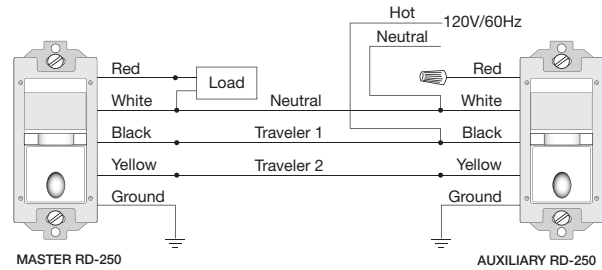 Hot
120V/60Hz
Neutral
Red
Load
Red
White
Neutral
White
Black
Traveler 1
Black
Yellow
Traveler 2
Yellow
Ground
Ground
MASTER RD-250
AUXILIARY RD-250